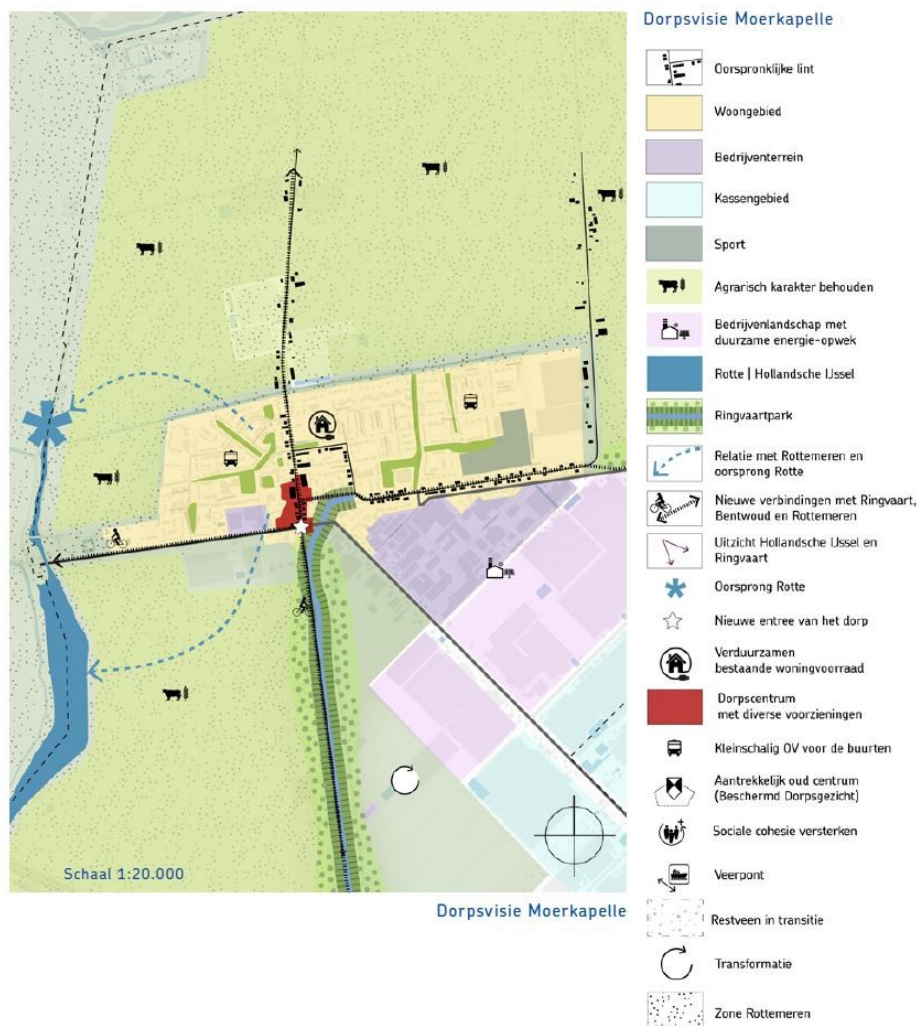 Dorpsvisie Moerkapelle
Oorspronklijke lint
Woongebied
Bedrijventerrein
Kassengebied
Sport
Agrarisch karakter behouden
Bedrijvenlandschap met
duurzame energie-opwek
Rotte | Hollandsche IJssel
Ringvaartpark
Relatie met Rottemeren en
oorsprong Rotte
Nieuwe verbindingen met Ringvaart,
Bentwoud en Rottemeren
Uitzicht Hollandsche IJssel en
Ringvaart
Oorsprong Rotte
Nieuwe entree van het dorp
Verduurzamen
bestaande woningvoorraad
Dorpscentrum
met diverse voorzieningen
Kleinschalig OV voor de buurten
Aantrekkelijk oud centrum
(Beschermd Dorpsgezicht)
Sociale cohesie versterken
Veerpont
Restveen in transitie
Transformatie
Zone Rottemeren
Schaal 1:20.000
Dorpsvisie Moerkapelle